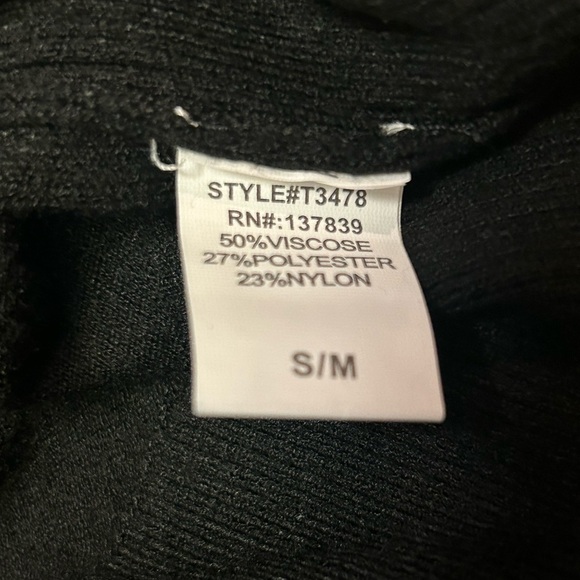 STYLE#T3478
RN#:137839
50%VISCOSE
27%POLYESTER
23%NYLON
S/M